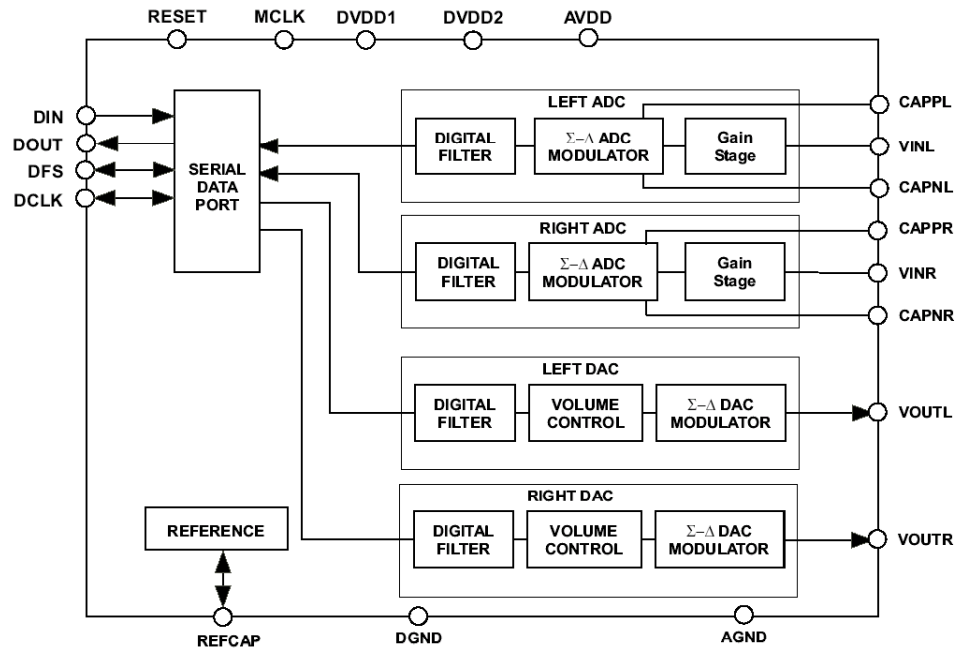 RESET
MCLK
DVDD1
DVDD2
AVDD
DIN
DOUT
DFS
DCLK
SERIAL
DATA
PORT
LEFT ADC
DIGITAL
FILTER
Σ–Δ ADC
MODULATOR
Gain
Stage
CAPPL
VINL
CAPNL
RIGHT ADC
DIGITAL
FILTER
Σ–Δ ADC
MODULATOR
Gain
Stage
CAPPR
VINR
CAPNR
LEFT DAC
DIGITAL
FILTER
VOLUME
CONTROL
Σ–Δ DAC
MODULATOR
VOUTL
RIGHT DAC
DIGITAL
FILTER
VOLUME
CONTROL
Σ–Δ DAC
MODULATOR
VOUTR
REFERENCE
REFCAP
DGND
AGND